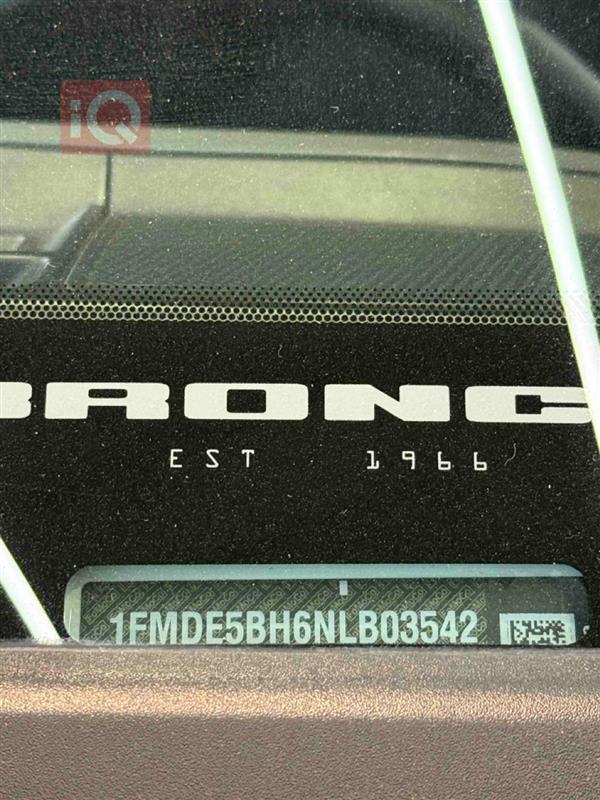 iQ
BRONC
EST 1966
1FMDE5BH6NLB03542